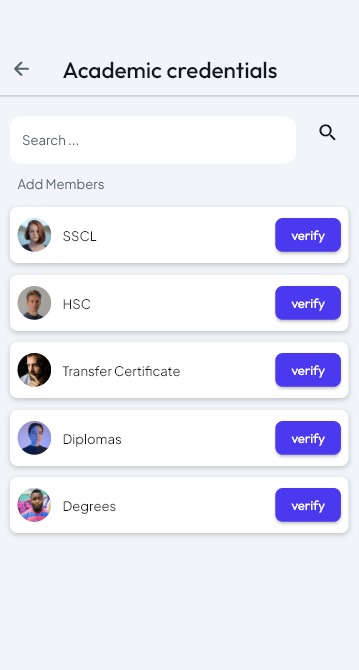 Academic credentials
Search ...
Add Members
SSCL
verify
HSC
verify
Transfer Certificate
verify
Diplomas
verify
Degrees
verify